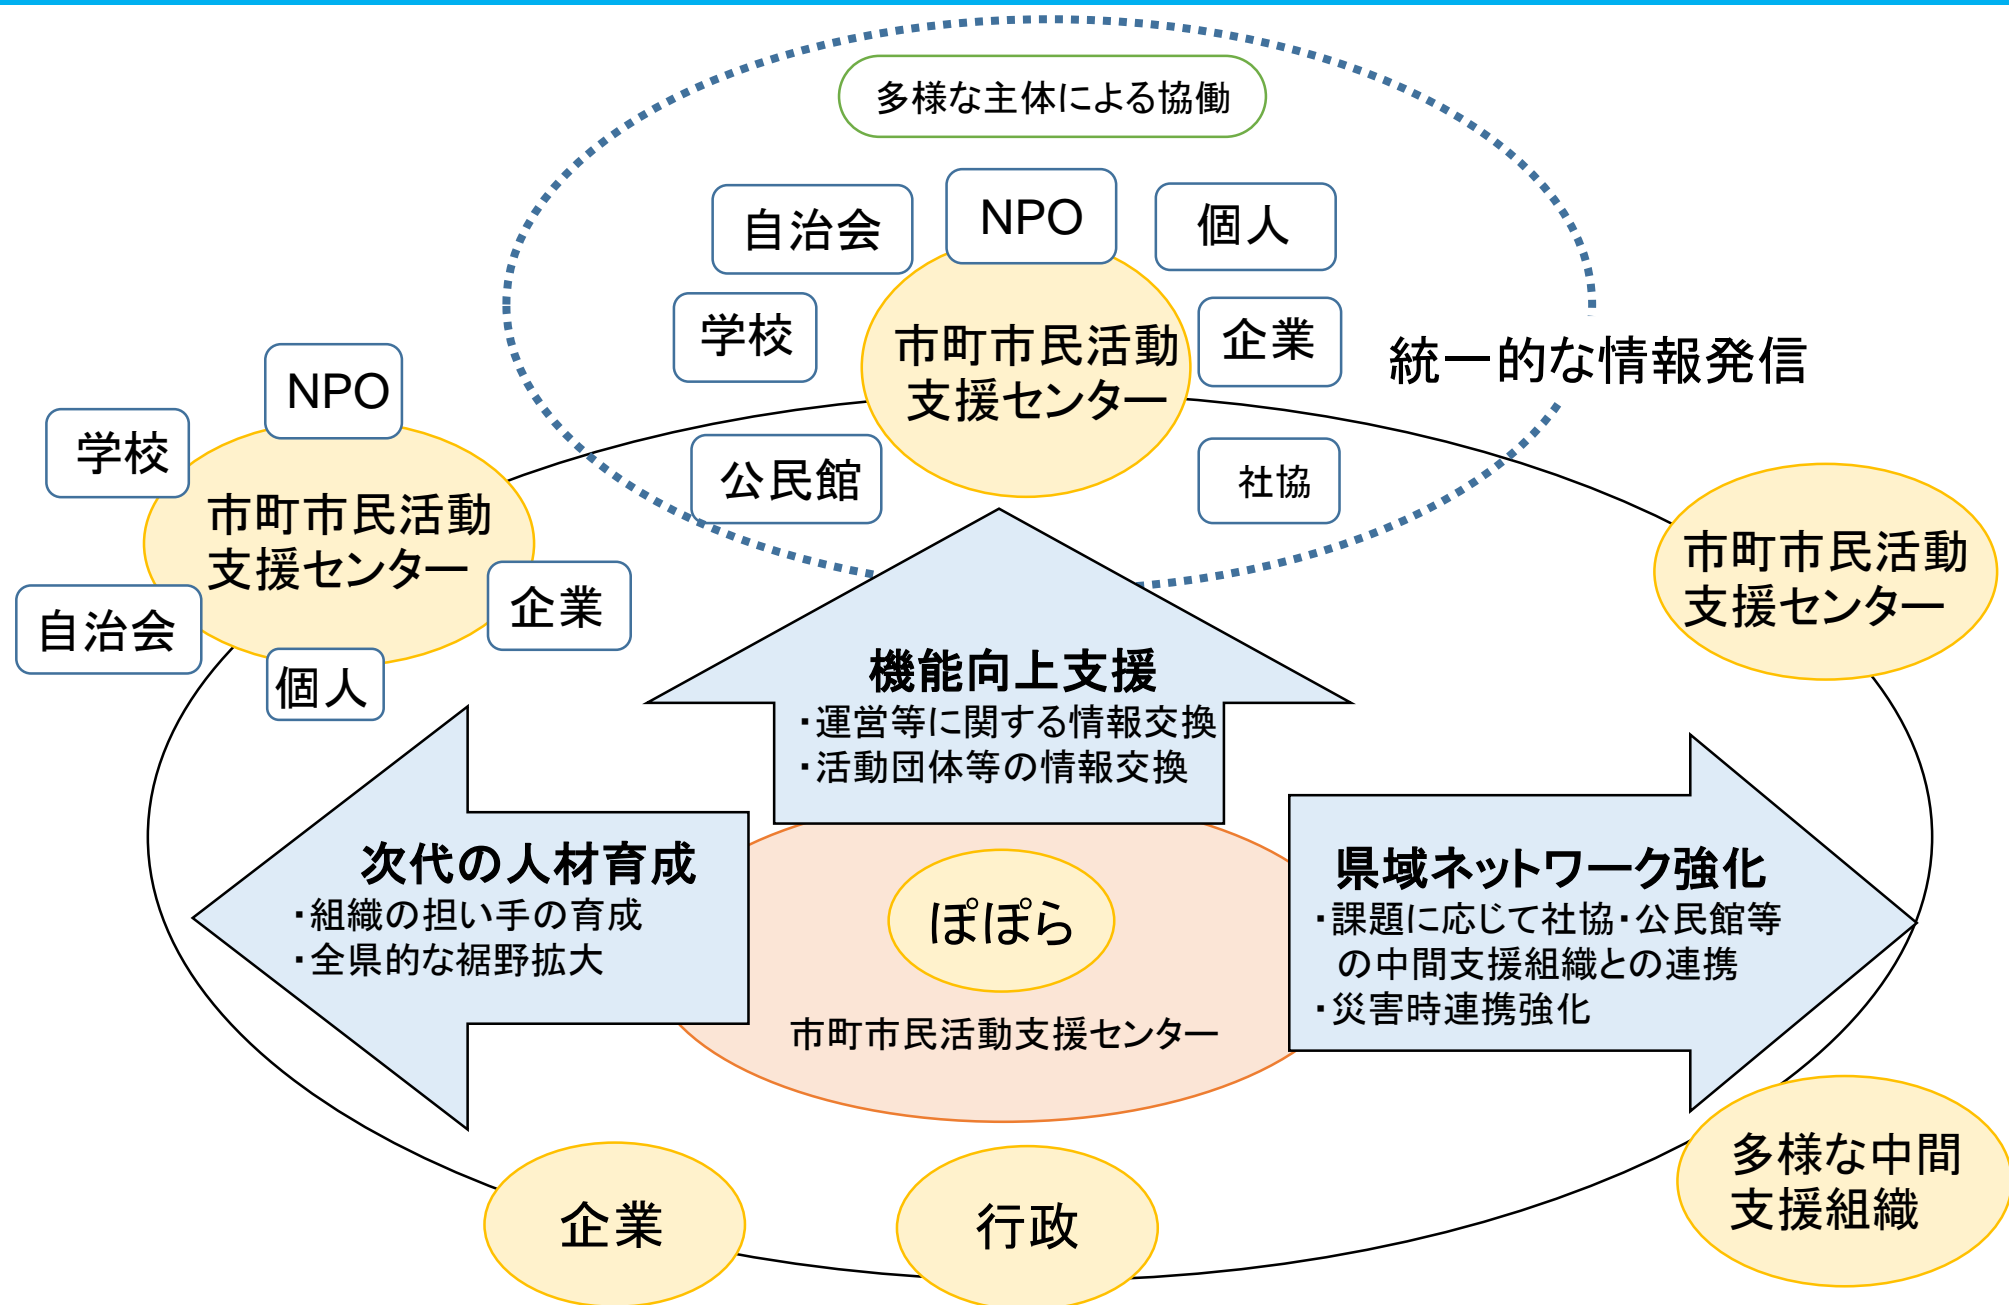 多様な主体による協働
自治会
NPO
個人
学校
市町市民活動
支援センター
企業
統一的な情報発信
公民館
社協
NPO
学校
市町市民活動
支援センター
企業
自治会
個人
市町市民活動
支援センター
機能向上支援
・運営等に関する情報交換
・活動団体等の情報交換
次代の人材育成
・組織の担い手の育成
・全県的な裾野拡大
ぽぽら
市町市民活動支援センター
県域ネットワーク強化
・課題に応じて社協・公民館等
の中間支援組織との連携
・災害時連携強化
企業
行政
多様な中間
支援組織